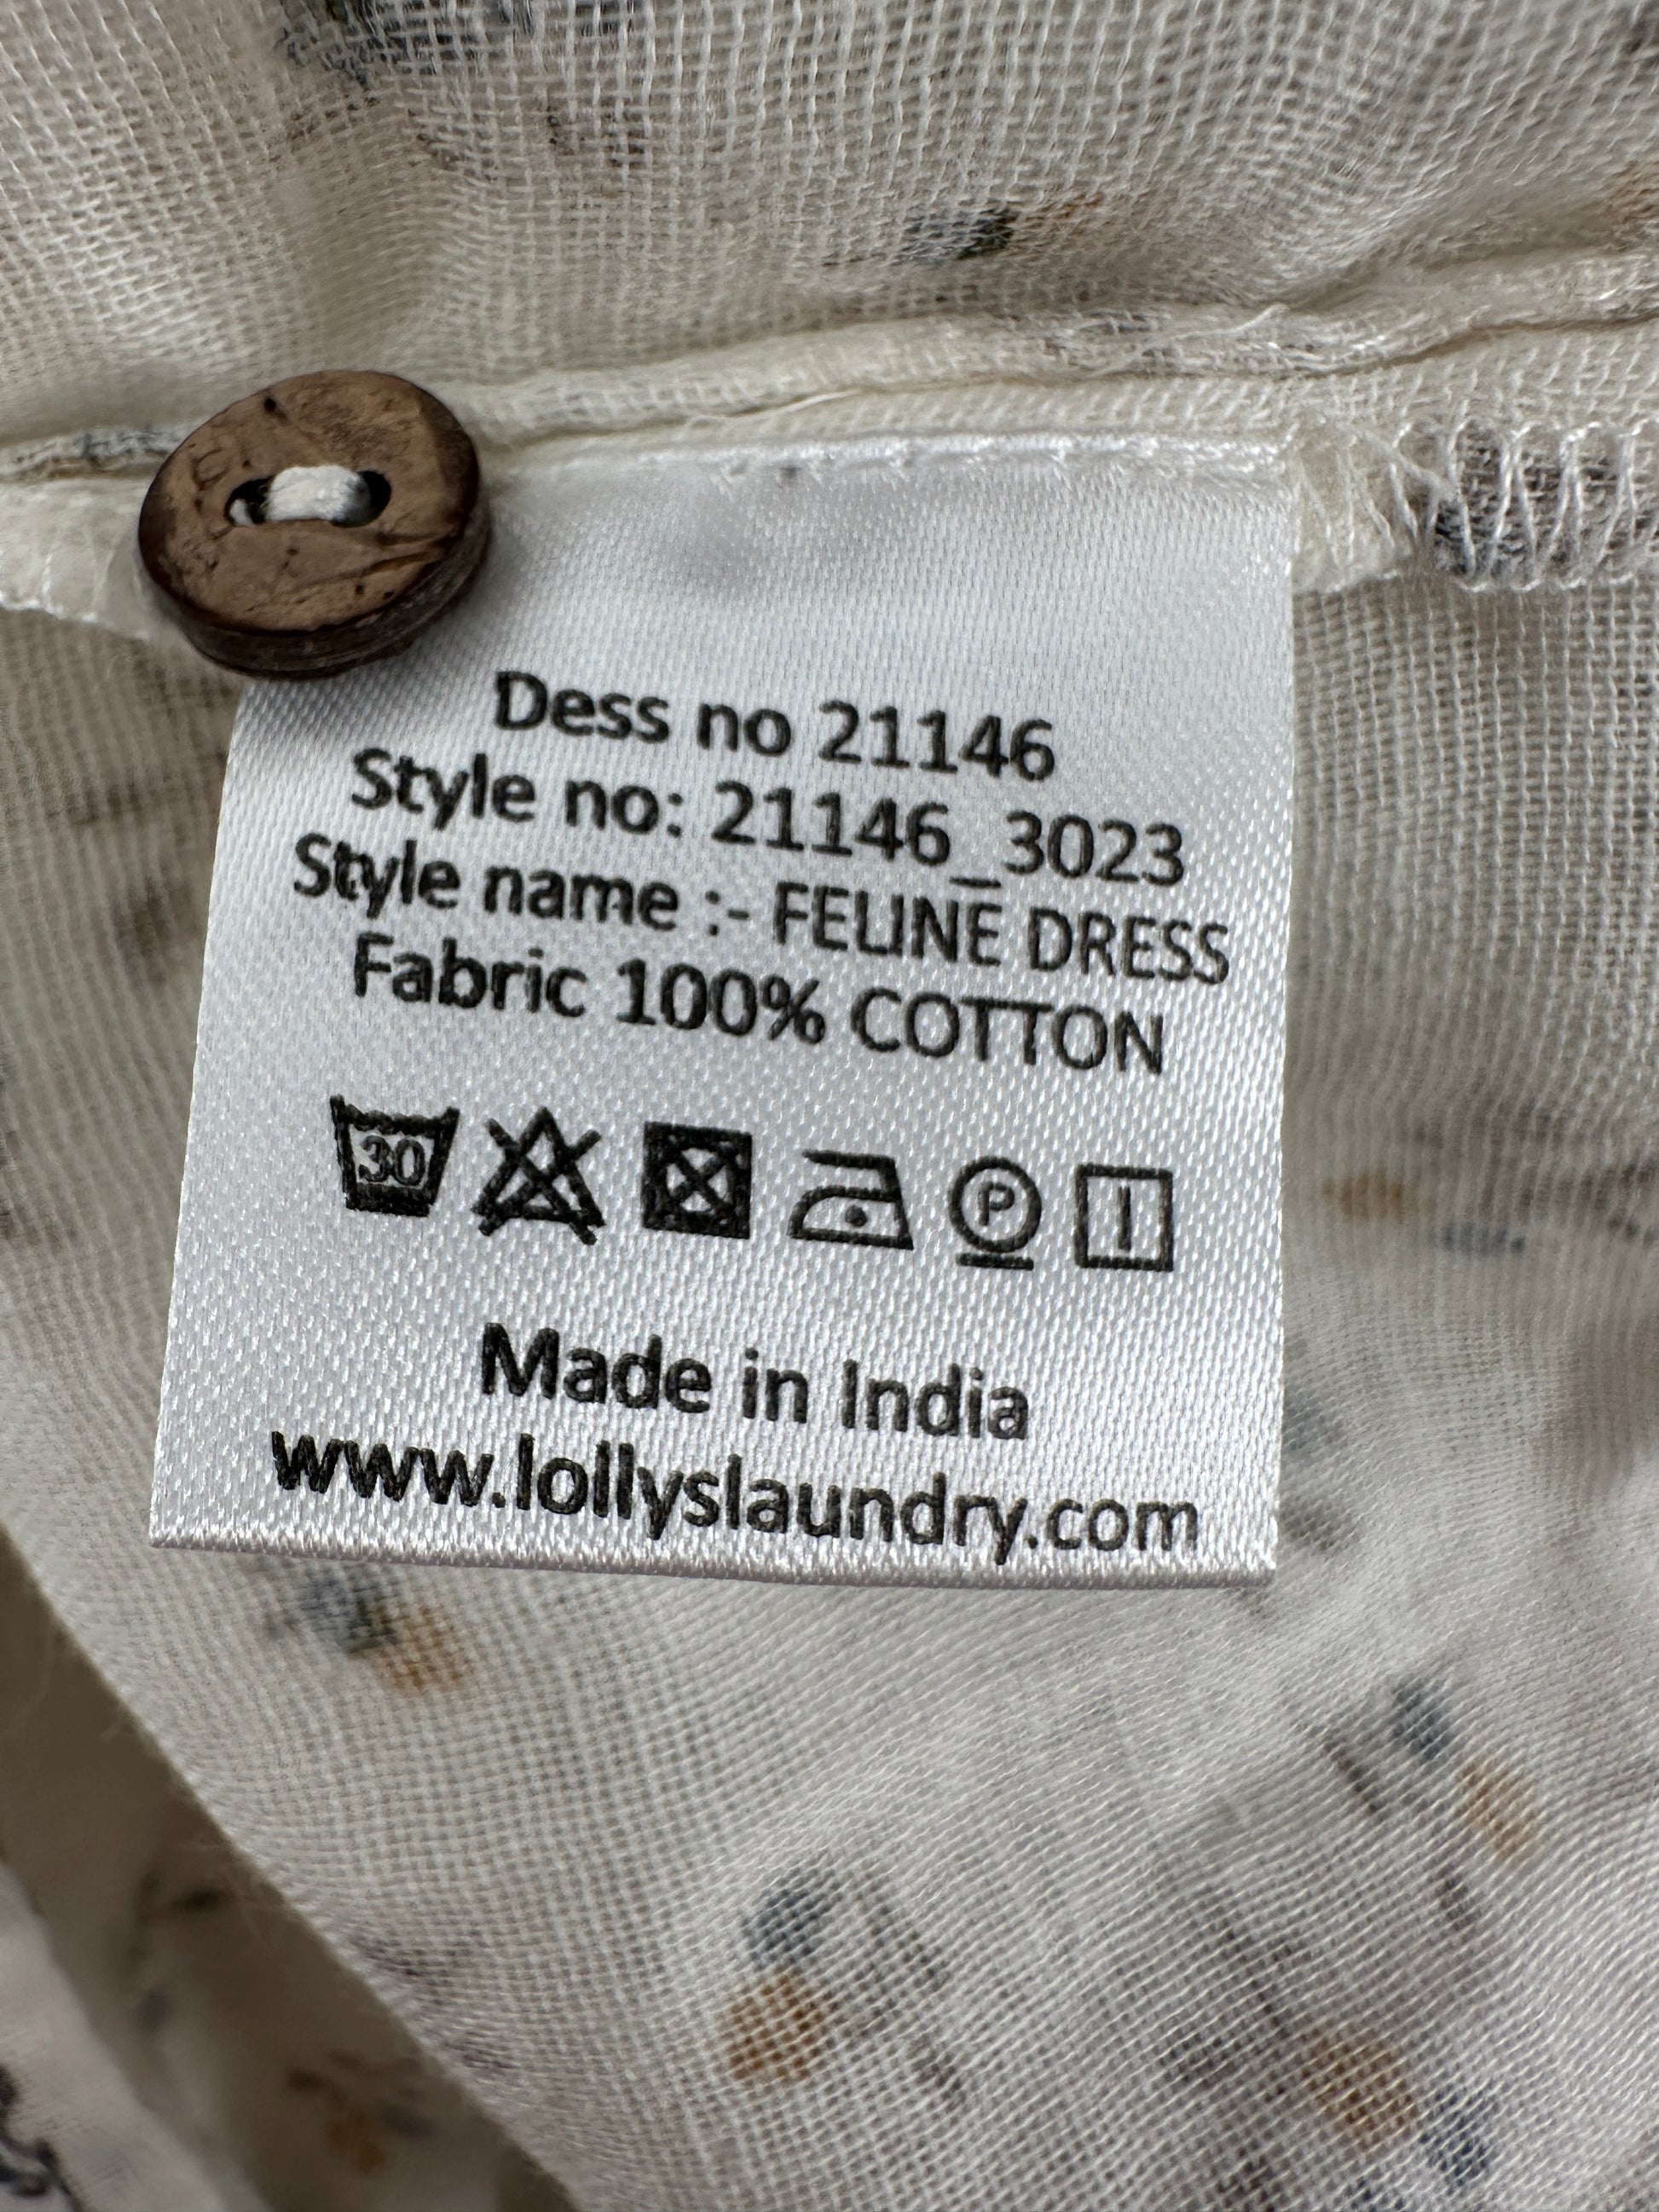 Dess no 21146
Style no: 21146_3023
Style name :- FELINE DRESS
Fabric 100% COTTON
30 P
Made in India
www.lollyslaundry.com